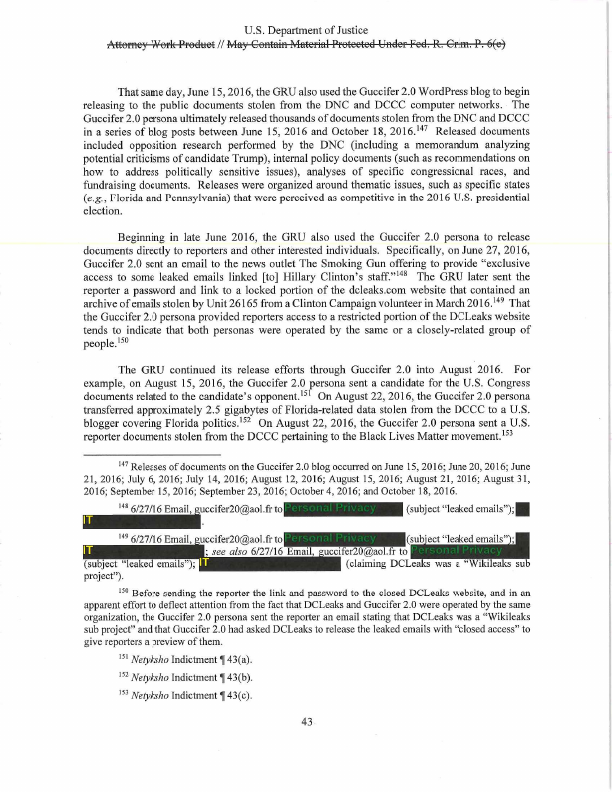 U.S. Department of Justice
Attorney Work Product // May Contain Material Protected Under Fed. R. Crim. P. 6(e)
That same day, June 15, 2016, the GRU also used the Guccifer 2.0 WordPress blog to begin
releasing to the public documents stolen from the DNC and DCCC computer networks. The
Guccifer 2.0 persona ultimately released thousands of documents stolen from the DNC and DCCC
in a series of blog posts between June 15, 2016 and October 18, 2016.147 Released documents
included opposition research performed by the DNC (including a memorandum analyzing
potential criticisms of candidate Trump), internal policy documents (such as recommendations on
how to address politically sensitive issues), analyses of specific congressional races, and
fundraising documents. Releases were organized around thematic issues, such as specific states
(e.g., Florida and Pennsylvania) that were perceived as competitive in the 2016 U.S. presidential
election.
Beginning in late June 2016, the GRU also used the Guccifer 2.0 persona to release
documents directly to reporters and other interested individuals. Specifically, on June 27, 2016,
Guccifer 2.0 sent an email to the news outlet The Smoking Gun offering to provide “exclusive
access to some leaked emails linked [to] Hillary Clinton’s staff.”148 The GRU later sent the
reporter a password and link to a locked portion of the dcleaks.com website that contained an
archive of emails stolen by Unit 26165 from a Clinton Campaign volunteer in March 2016.149 That
the Guccifer 2.0 persona provided reporters access to a restricted portion of the DCLeaks website
tends to indicate that both personas were operated by the same or a closely-related group of
people.150
The GRU continued its release efforts through Guccifer 2.0 into August 2016. For
example, on August 15, 2016, the Guccifer 2.0 persona sent a candidate for the U.S. Congress
documents related to the candidate’s opponent.151 On August 22, 2016, the Guccifer 2.0 persona
transferred approximately 2.5 gigabytes of Florida-related data stolen from the DCCC to a U.S.
blogger covering Florida politics.152 On August 22, 2016, the Guccifer 2.0 persona sent a U.S.
reporter documents stolen from the DCCC pertaining to the Black Lives Matter movement.153
147 Releases of documents on the Guccifer 2.0 blog occurred on June 15, 2016; June 20, 2016; June
21, 2016; July 6, 2016; July 14, 2016; August 12, 2016; August 15, 2016; August 21, 2016; August 31,
2016; September 15, 2016; September 23, 2016; October 4, 2016; and October 18, 2016.
148 6/27/16 Email, guccifer20@aol.fr to Personal Privacy (subject “leaked emails”);
IT .
149 6/27/16 Email, guccifer20@aol.fr to Personal Privacy (subject “leaked emails”);
IT ; see also 6/27/16 Email, guccifer20@aol.fr to Personal Privacy
(subject “leaked emails”); IT (claiming DCLeaks was a “Wikileaks sub
project”).
150 Before sending the reporter the link and password to the closed DCLeaks website, and in an
apparent effort to deflect attention from the fact that DCLeaks and Guccifer 2.0 were operated by the same
organization, the Guccifer 2.0 persona sent the reporter an email stating that DCLeaks was a “Wikileaks
sub project” and that Guccifer 2.0 had asked DCLeaks to release the leaked emails with “closed access” to
give reporters a preview of them.
151 Netyksho Indictment ¶ 43(a).
152 Netyksho Indictment ¶ 43(b).
153 Netyksho Indictment ¶ 43(c).
43